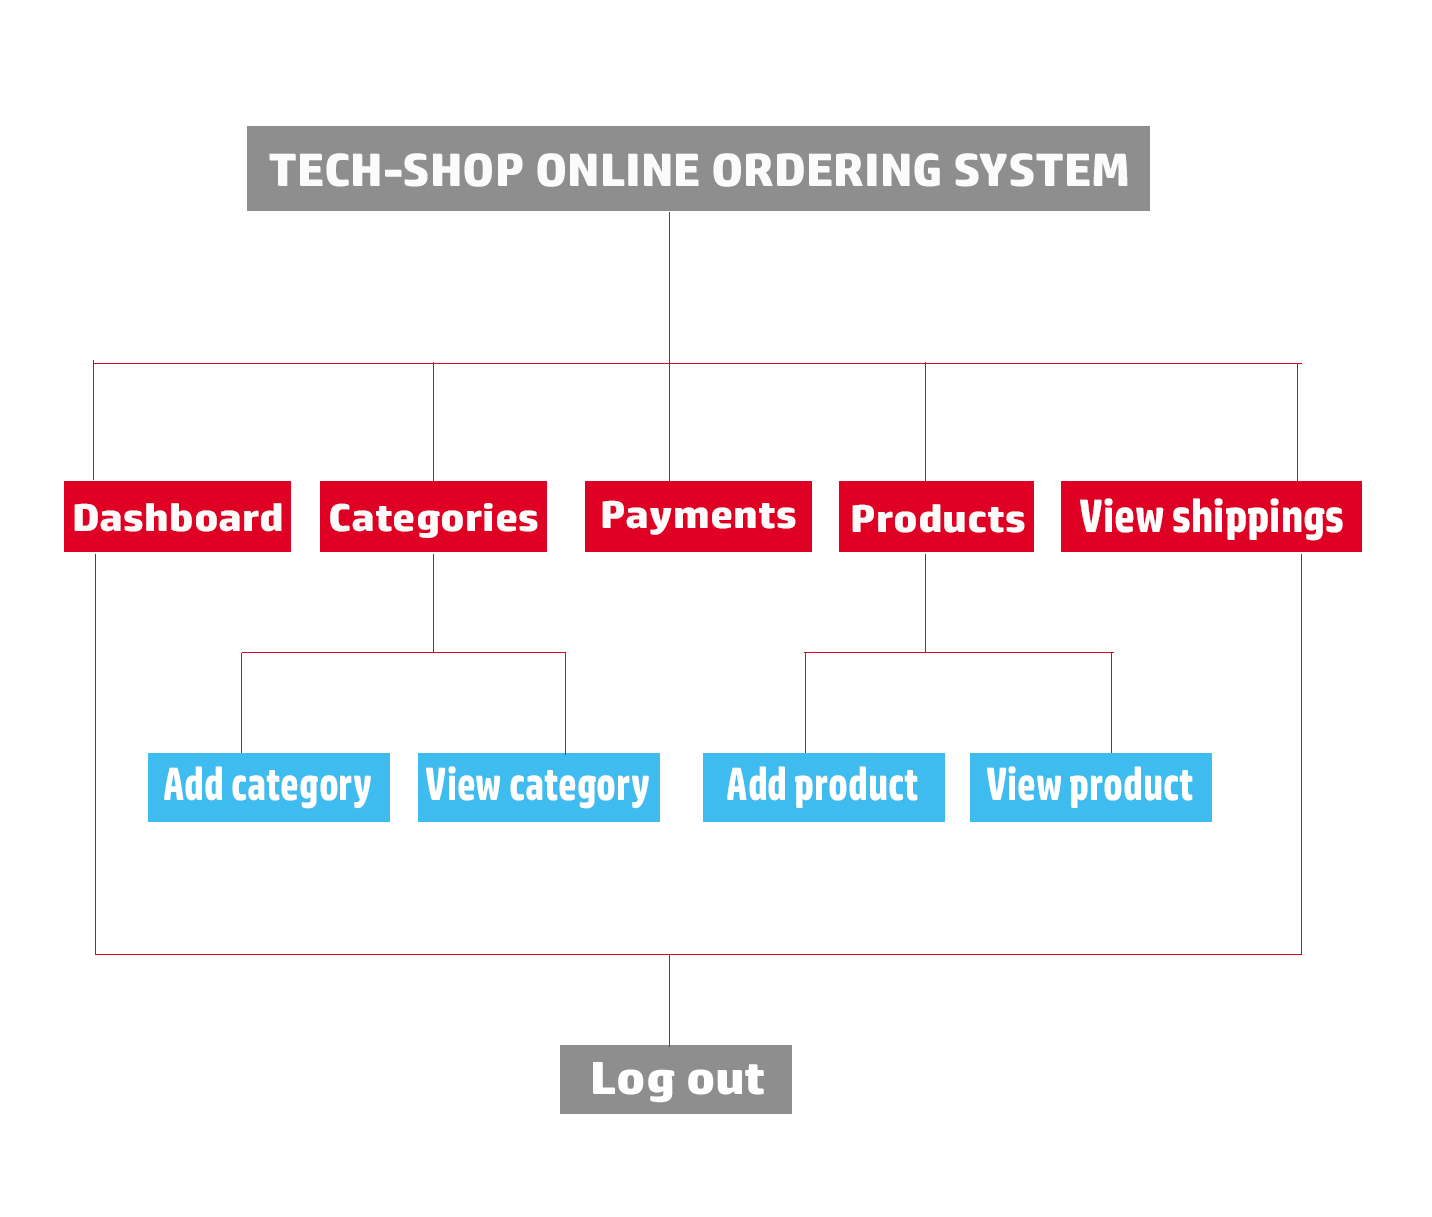 TECH-SHOP ONLINE ORDERING SYSTEM
Dashboard
Categories
Payments
Products
View shippings
Add category
View category
Add product
View product
Log out